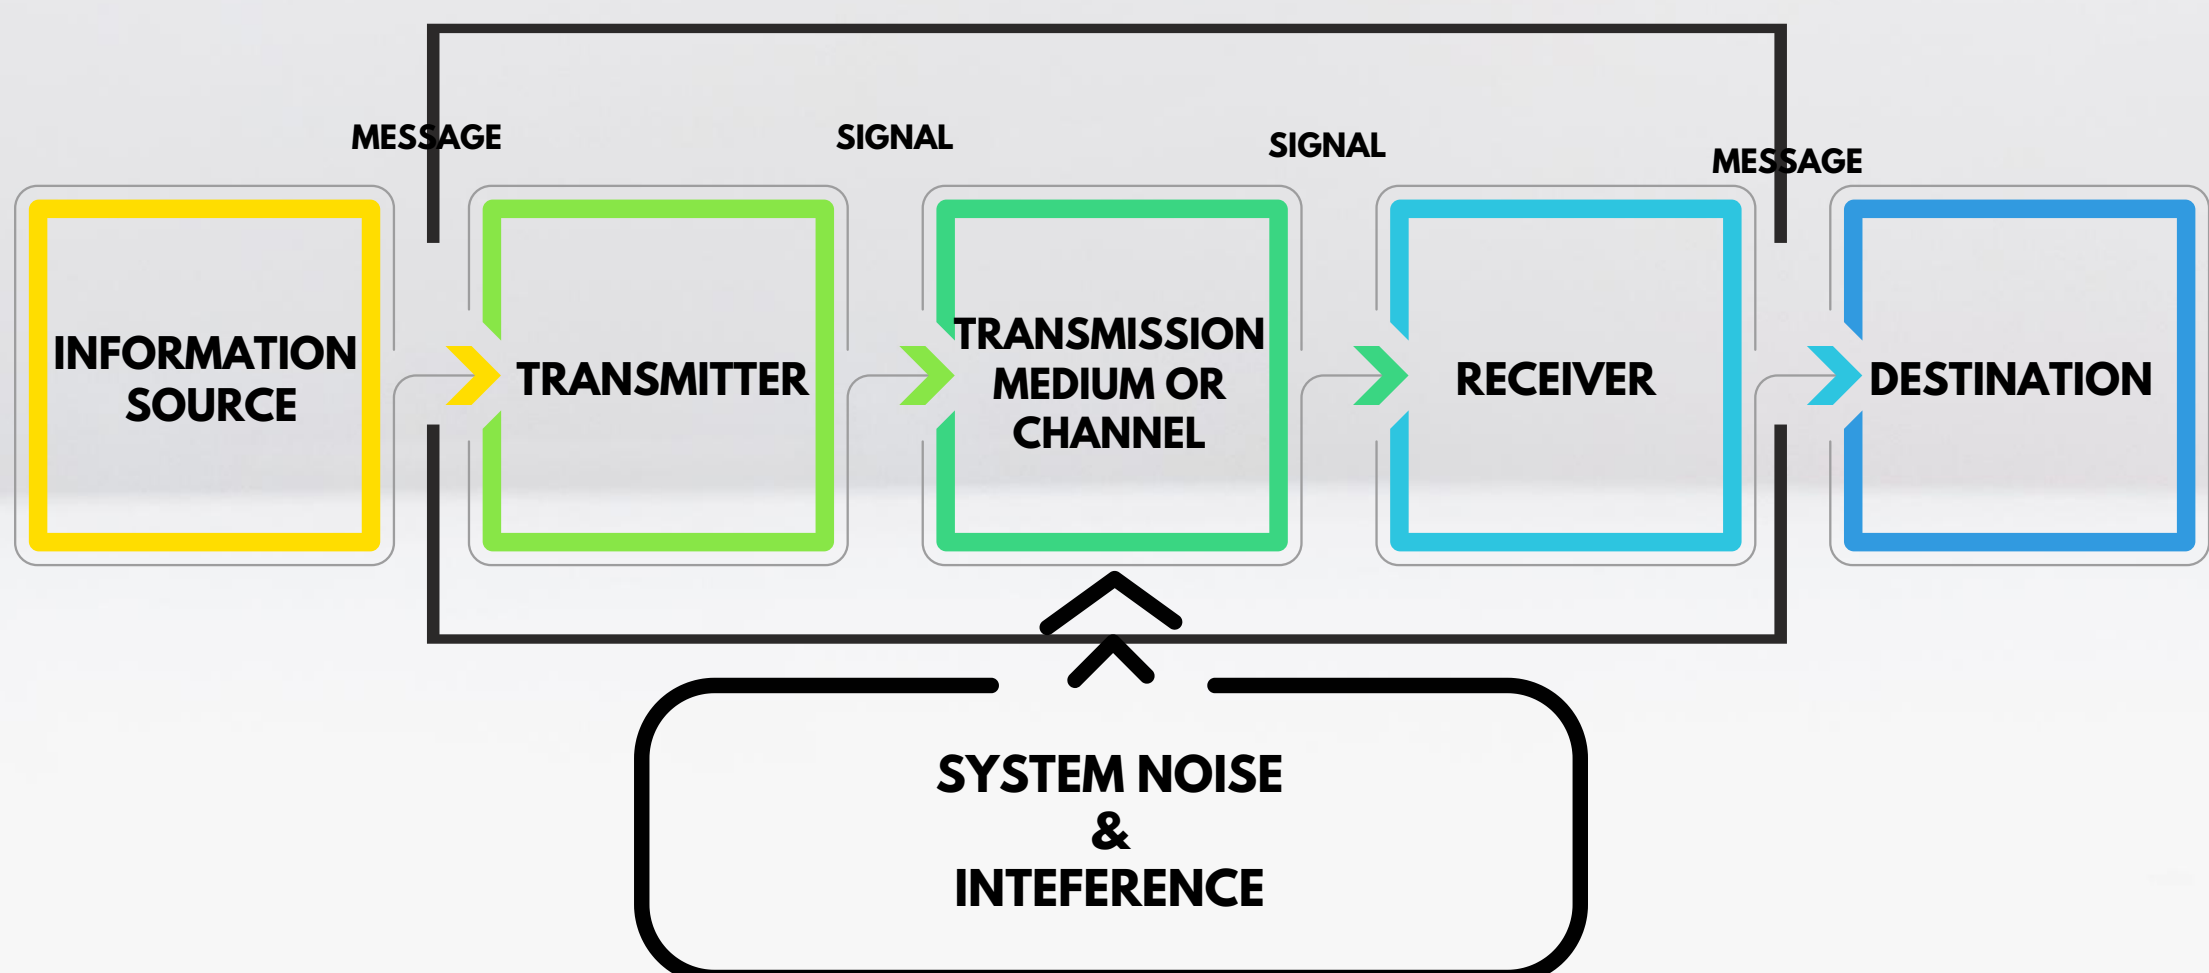 MESSAGE
SIGNAL
SIGNAL
MESSAGE
INFORMATION
SOURCE
TRANSMITTER
TRANSMISSION
MEDIUM OR
CHANNEL
RECEIVER
DESTINATION
SYSTEM NOISE
&
INTEFERENCE